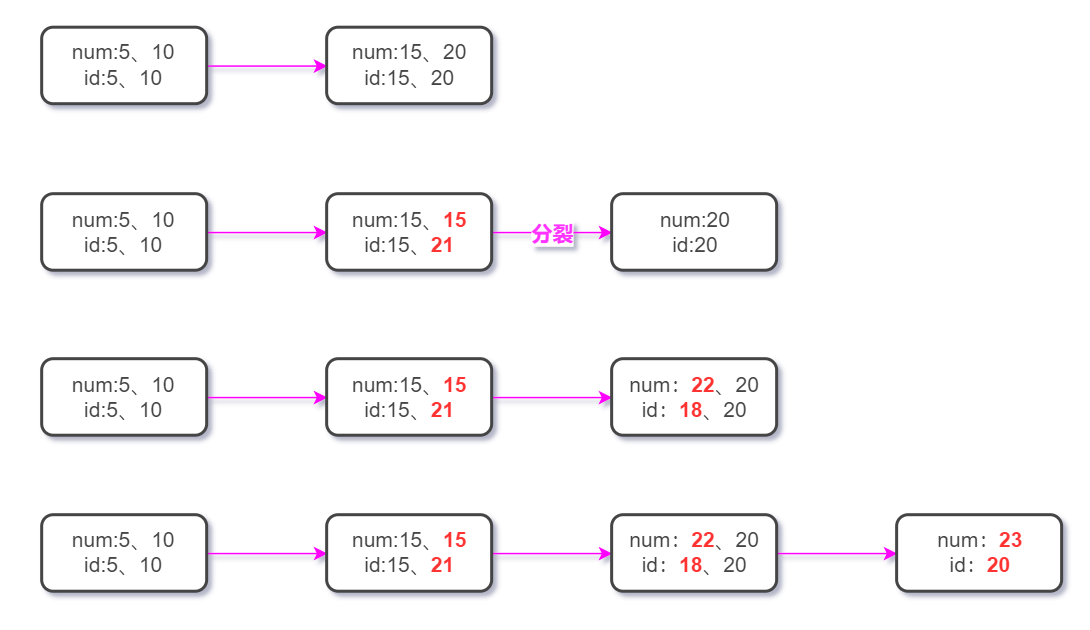 num:5、10
id:5、10
num:15、20
id:15、20
num:5、10
id:5、10
num:15、15
id:15、21
分裂
num:20
id:20
num:5、10
id:5、10
num:15、15
id:15、21
num：22、20
id：18、20
num:5、10
id:5、10
num:15、15
id:15、21
num：22、20
id：18、20
num：23
id：20